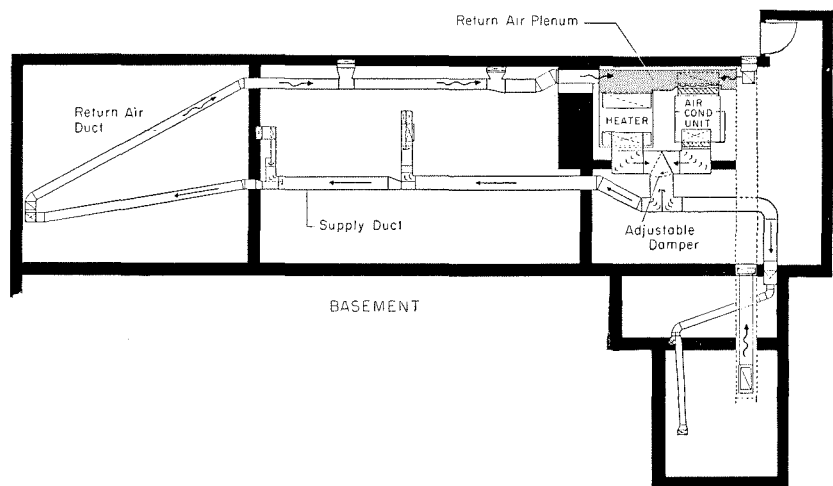 Return Air Plenum
Return Air
Duct
HEATER
AIR
COND
UNIT
Supply Duct
Adjustable
Damper
BASEMENT